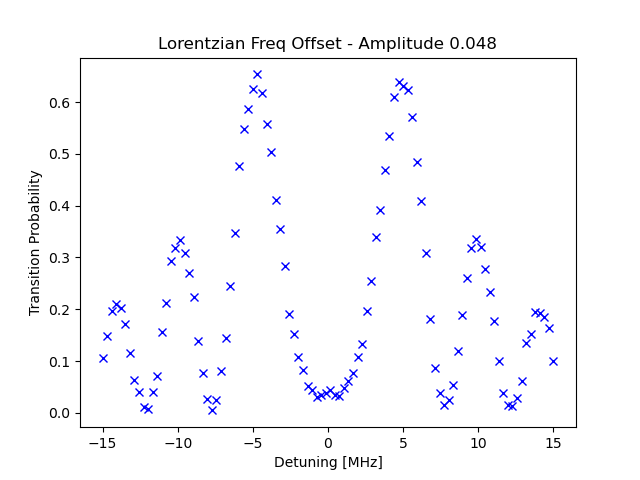 Lorentzian Freq Offset - Amplitude 0.048
Transition Probability
0.6
0.5
0.4
0.3
0.2
0.1
0.0
−15 −10 −5 0 5 10 15
Detuning [MHz]